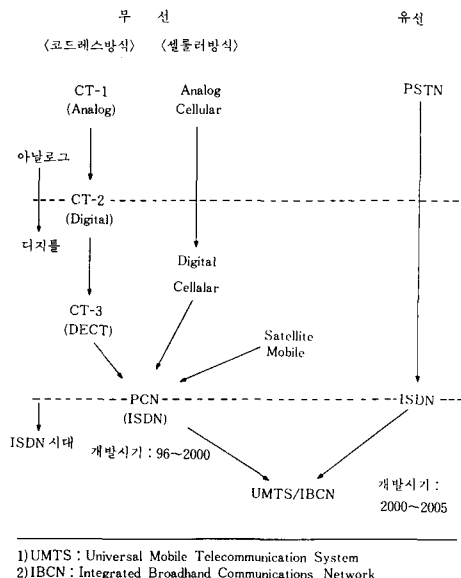 무 선 유선
<코드레스방식> <셀룰러방식>
CT-1 Analog PSTN
(Analog) Cellular
아날로그
CT-2
(Digital)
디지틀
Digital
Cellalar
CT-3
(DECT)
Satellite
Mobile
PCN ISDN
(ISDN)
ISDN 시대
개발시기 : 96~2000
개발시기 :
UMTS/IBCN
2000~2005
1) UMTS : Universal Mobile Telecommunication System
2) IBCN : Integrated Broadhand Communications Network